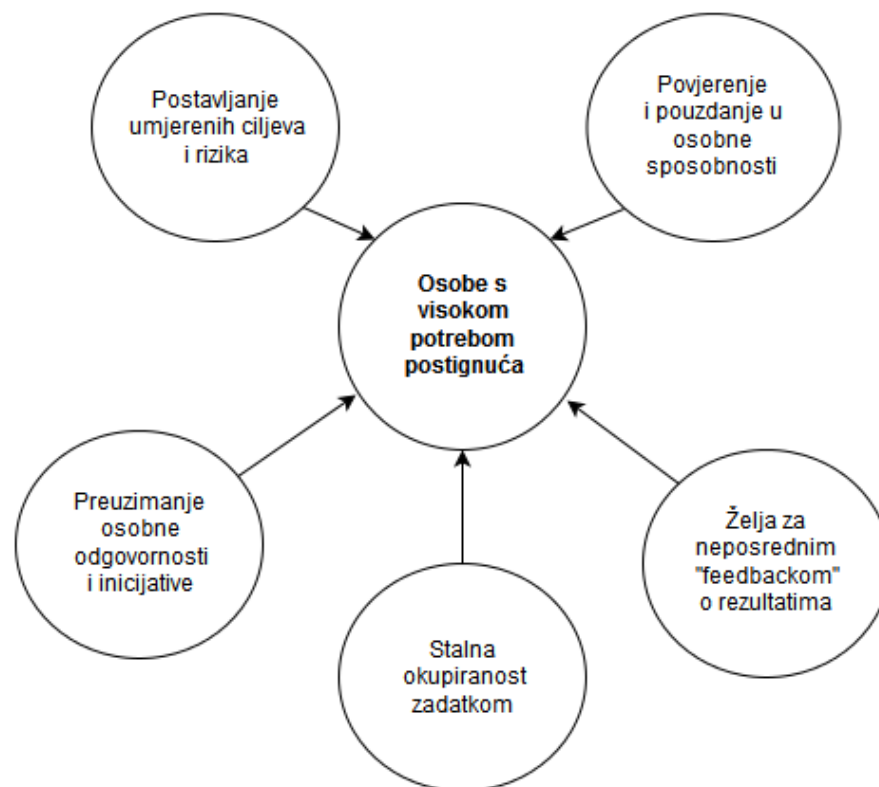 Postavljanje
umjerenih ciljeva
i rizika
Povjerenje
i pouzdanje u
osobne
sposobnosti
Osobe s
visokom
potrebom
postignuća
Preuzimanje
osobne
odgovornosti
i inicijative
Stalna
okupiranost
zadatkom
Želja za
neposrednim
"feedbackom"
o rezultatima